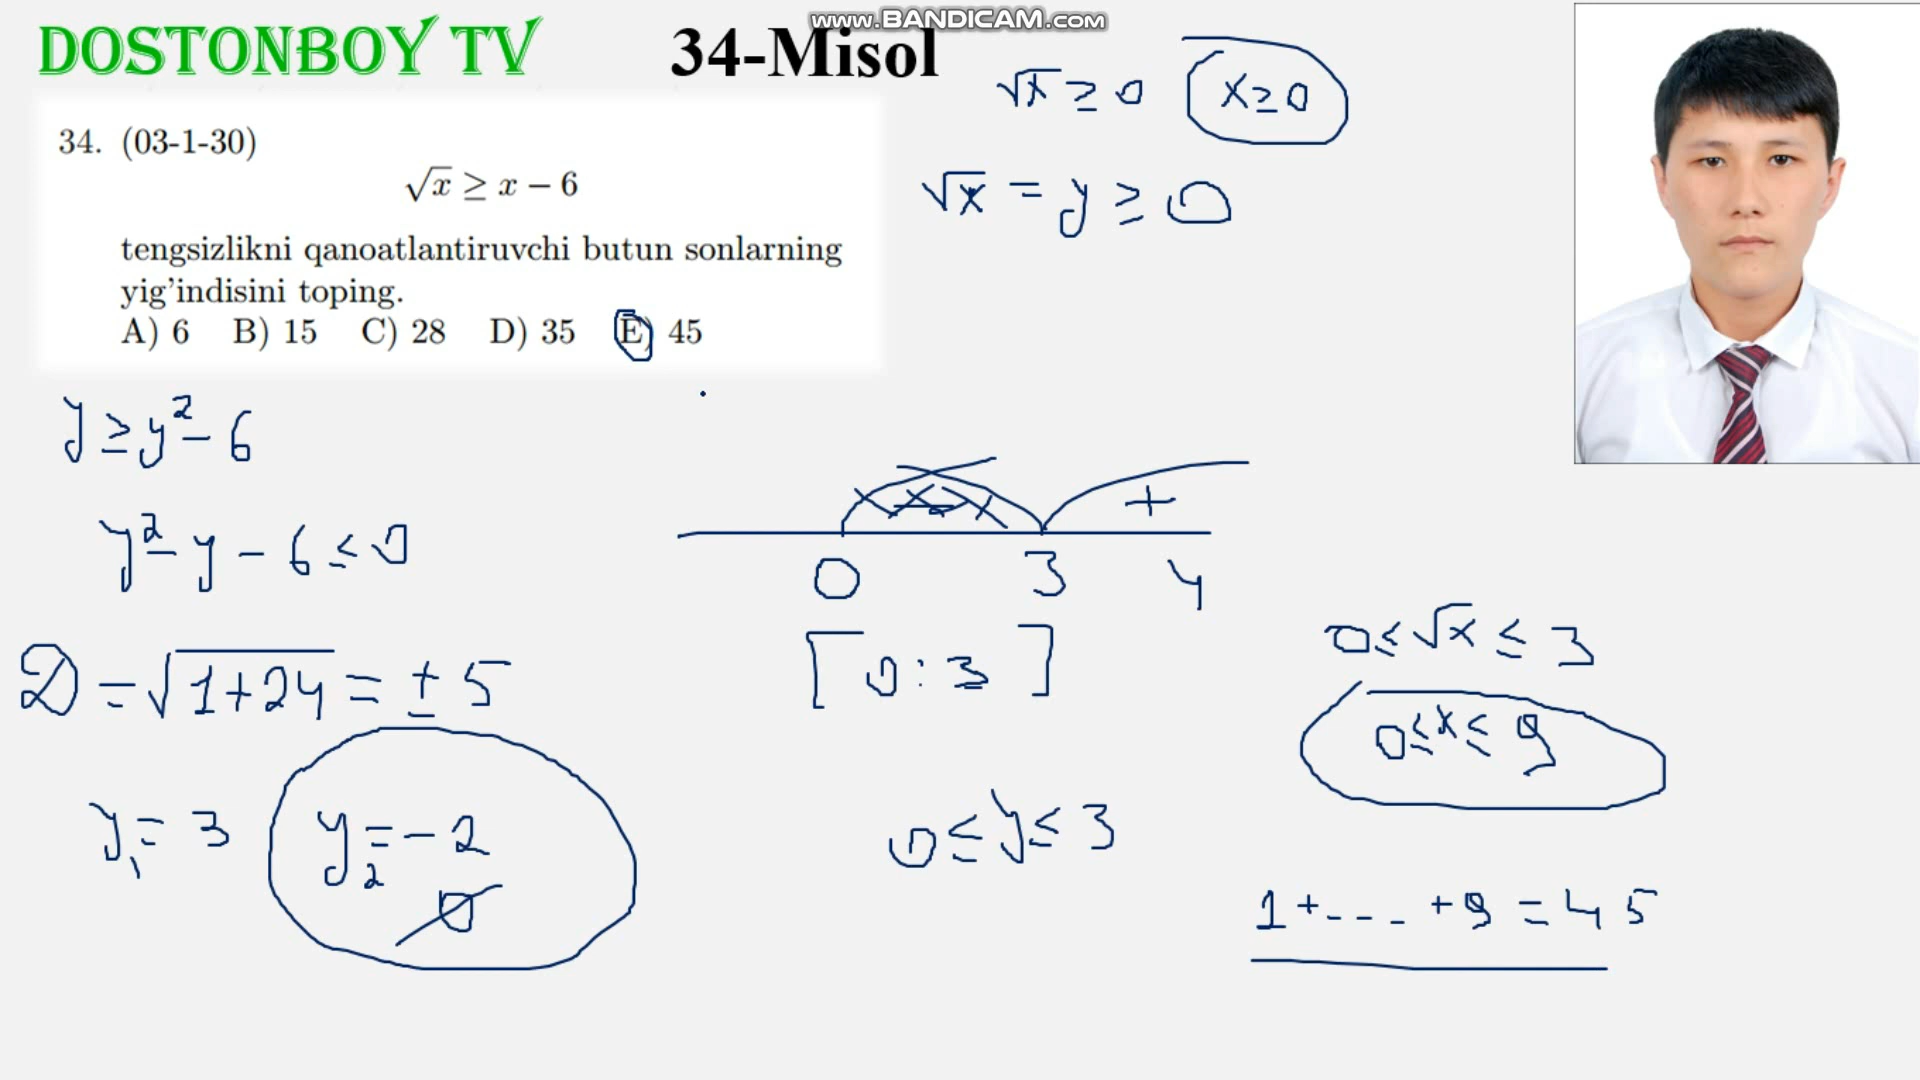 www.BANDICAM.com
DOSTONBOY TV
34-Misol
34. (03-1-30)
√x ≥ x − 6
tengsizlikni qanoatlantiruvchi butun sonlarning
yig'indisini toping.
A) 6 B) 15 C) 28 D) 35 E) 45
√x ≥ 0 x ≥ 0
√x = y ≥ 0
y ≥ y² − 6
y² − y − 6 ≤ 0
D = √1+24 = ± 5
y₁ = 3 y₂ = −2
+
0 3 4
[0 : 3]
0 ≤ y ≤ 3
0 ≤ √x ≤ 3
0 ≤ x ≤ 9
1 + --- + 9 = 45